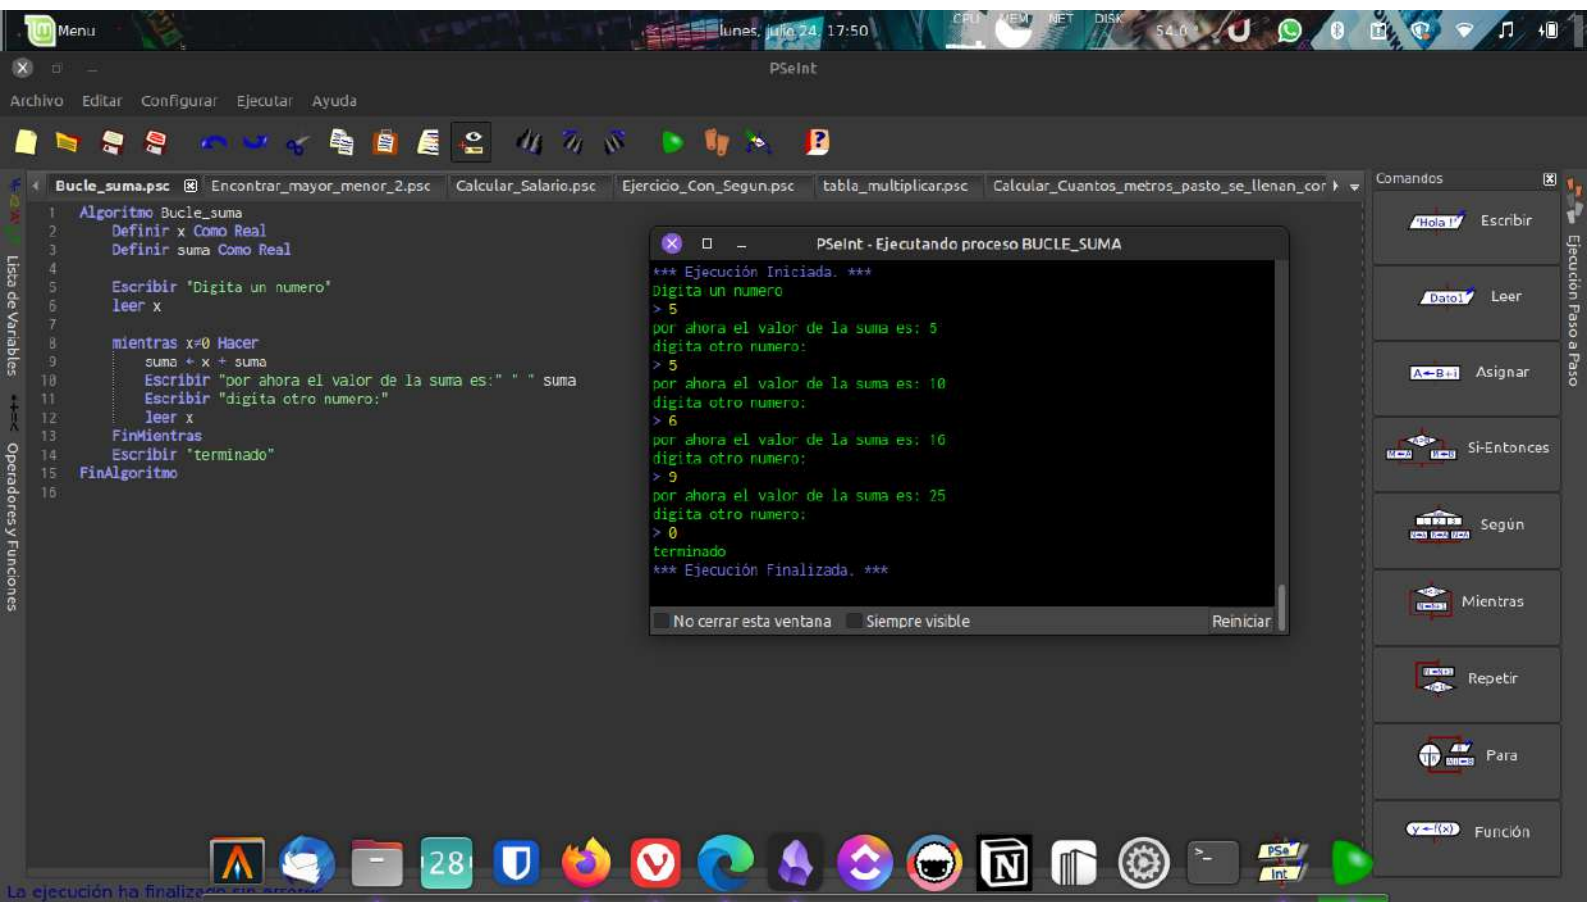 Menu
lunes, julio 24, 17:50
CPU MEM NET DISK
54.0
PSeInt
Archivo Editar Configurar Ejecutar Ayuda
Bucle_suma.psc Encontrar_mayor_menor_2.psc Calcular_Salario.psc Ejercicio_Con_Segun.psc tabla_multiplicar.psc Calcular_Cuantos_metros_pasto_se_llenan_cor
Lista de Variables
*+=< Operadores y Funciones
1 Algoritmo Bucle_suma
2 Definir x Como Real
3 Definir suma Como Real
4
5 Escribir "Digita un numero"
6 leer x
7
8 mientras x≠0 Hacer
9 suma ← x + suma
10 Escribir "por ahora el valor de la suma es:" " " suma
11 Escribir "digita otro numero:"
12 leer x
13 FinMientras
14 Escribir "terminado"
15 FinAlgoritmo
16
PSeInt - Ejecutando proceso BUCLE_SUMA
*** Ejecución Iniciada. ***
Digita un numero
> 5
por ahora el valor de la suma es: 5
digita otro numero:
> 5
por ahora el valor de la suma es: 10
digita otro numero:
> 6
por ahora el valor de la suma es: 16
digita otro numero:
> 9
por ahora el valor de la suma es: 25
digita otro numero:
> 0
terminado
*** Ejecución Finalizada. ***
No cerrar esta ventana Siempre visible Reiniciar
Comandos
'Hola !' Escribir
Dato1 Leer
A←B+i Asignar
Si-Entonces
Según
Mientras
Repetir
Para
y←f(x) Función
Ejecución Paso a Paso
28
PSe
Int
La ejecución ha finalizado sin errores